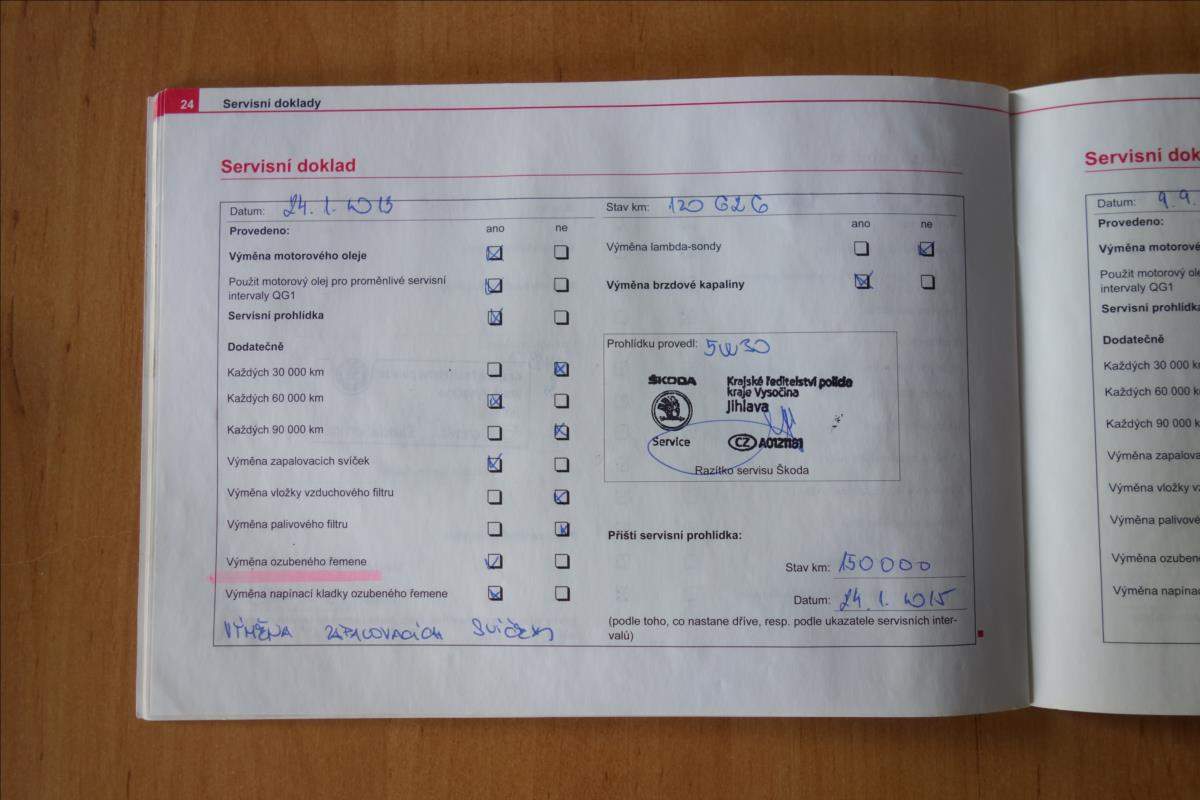 24 Servisní doklady
Servisní doklad
Datum: 24. 1. 2013
Stav km: 120 626
Provedeno: ano ne
Výměna motorového oleje
Použit motorový olej pro proměnlivé servisní
intervaly QG1
Servisní prohlídka
Dodatečně
Každých 30 000 km
Každých 60 000 km
Každých 90 000 km
Výměna zapalovacích svíček
Výměna vložky vzduchového filtru
Výměna palivového filtru
Výměna ozubeného řemene
Výměna napínací kladky ozubeného řemene
VÝMĚNA ZAPALOVACÍCH SVÍČEK
ano ne
Výměna lambda-sondy
Výměna brzdové kapaliny
Prohlídku provedl: 5W30
ŠKODA
Service
Krajské ředitelství policie
kraje Vysočina
Jihlava
CZ A0121181
Razítko servisu Škoda
Příští servisní prohlídka:
Stav km: 150000
Datum: 24. 1. 2015
(podle toho, co nastane dříve, resp. podle ukazatele servisních inter-
valů)
Servisní dok
Datum: 9. 9.
Provedeno:
Výměna motorové
Použit motorový ole
intervaly QG1
Servisní prohlídka
Dodatečně
Každých 30 000 k
Každých 60 000 k
Každých 90 000 k
Výměna zapalova
Výměna vložky vz
Výměna palivové
Výměna ozuben
Výměna napína